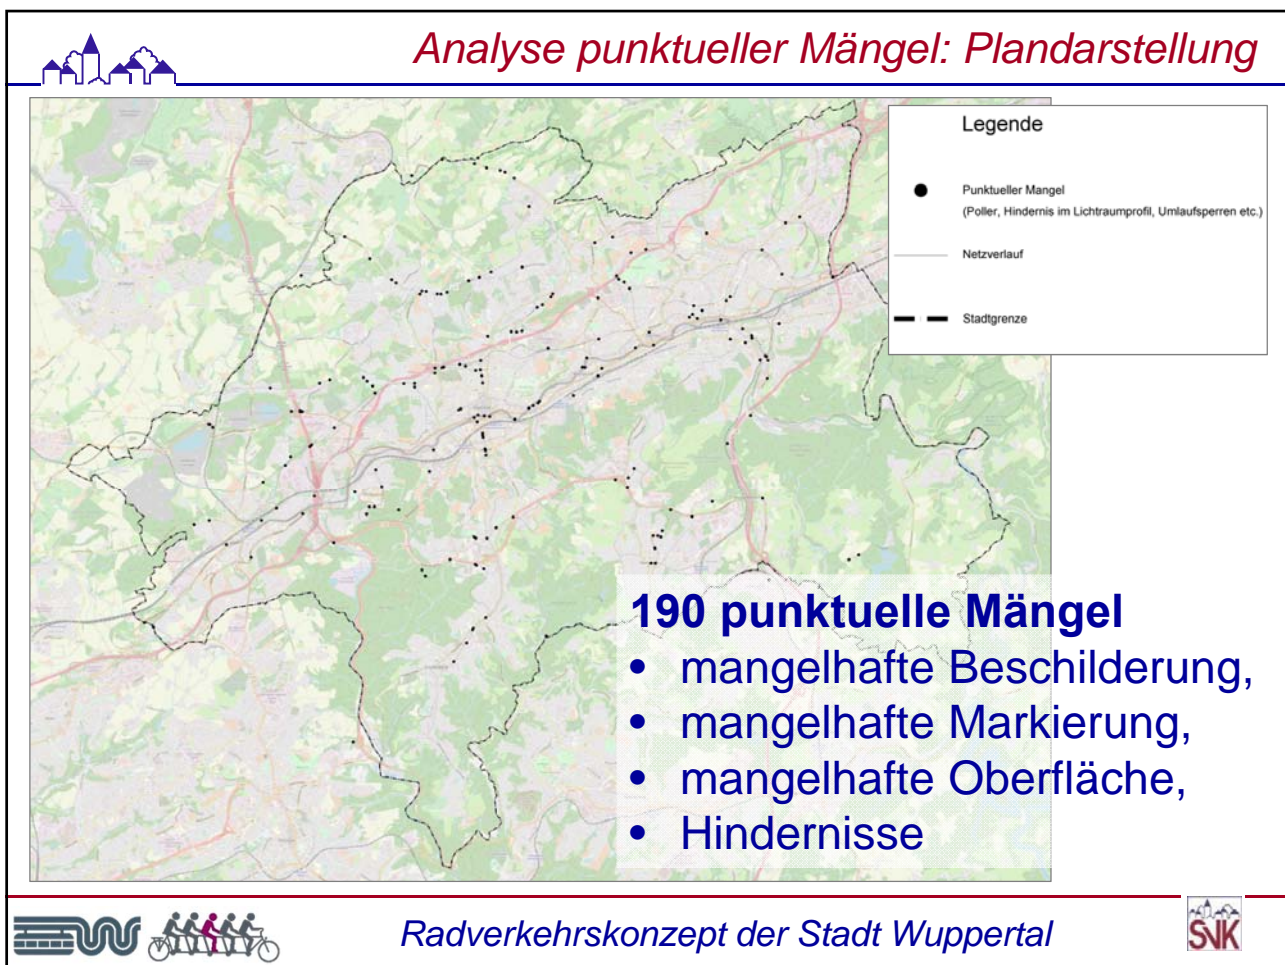 Analyse punktueller Mängel: Plandarstellung
Legende
Punktueller Mangel
(Poller, Hindernis im Lichtraumprofil, Umlaufsperren etc.)
Netzverlauf
Stadtgrenze
190 punktuelle Mängel
• mangelhafte Beschilderung,
• mangelhafte Markierung,
• mangelhafte Oberfläche,
• Hindernisse
Radverkehrskonzept der Stadt Wuppertal
SVK